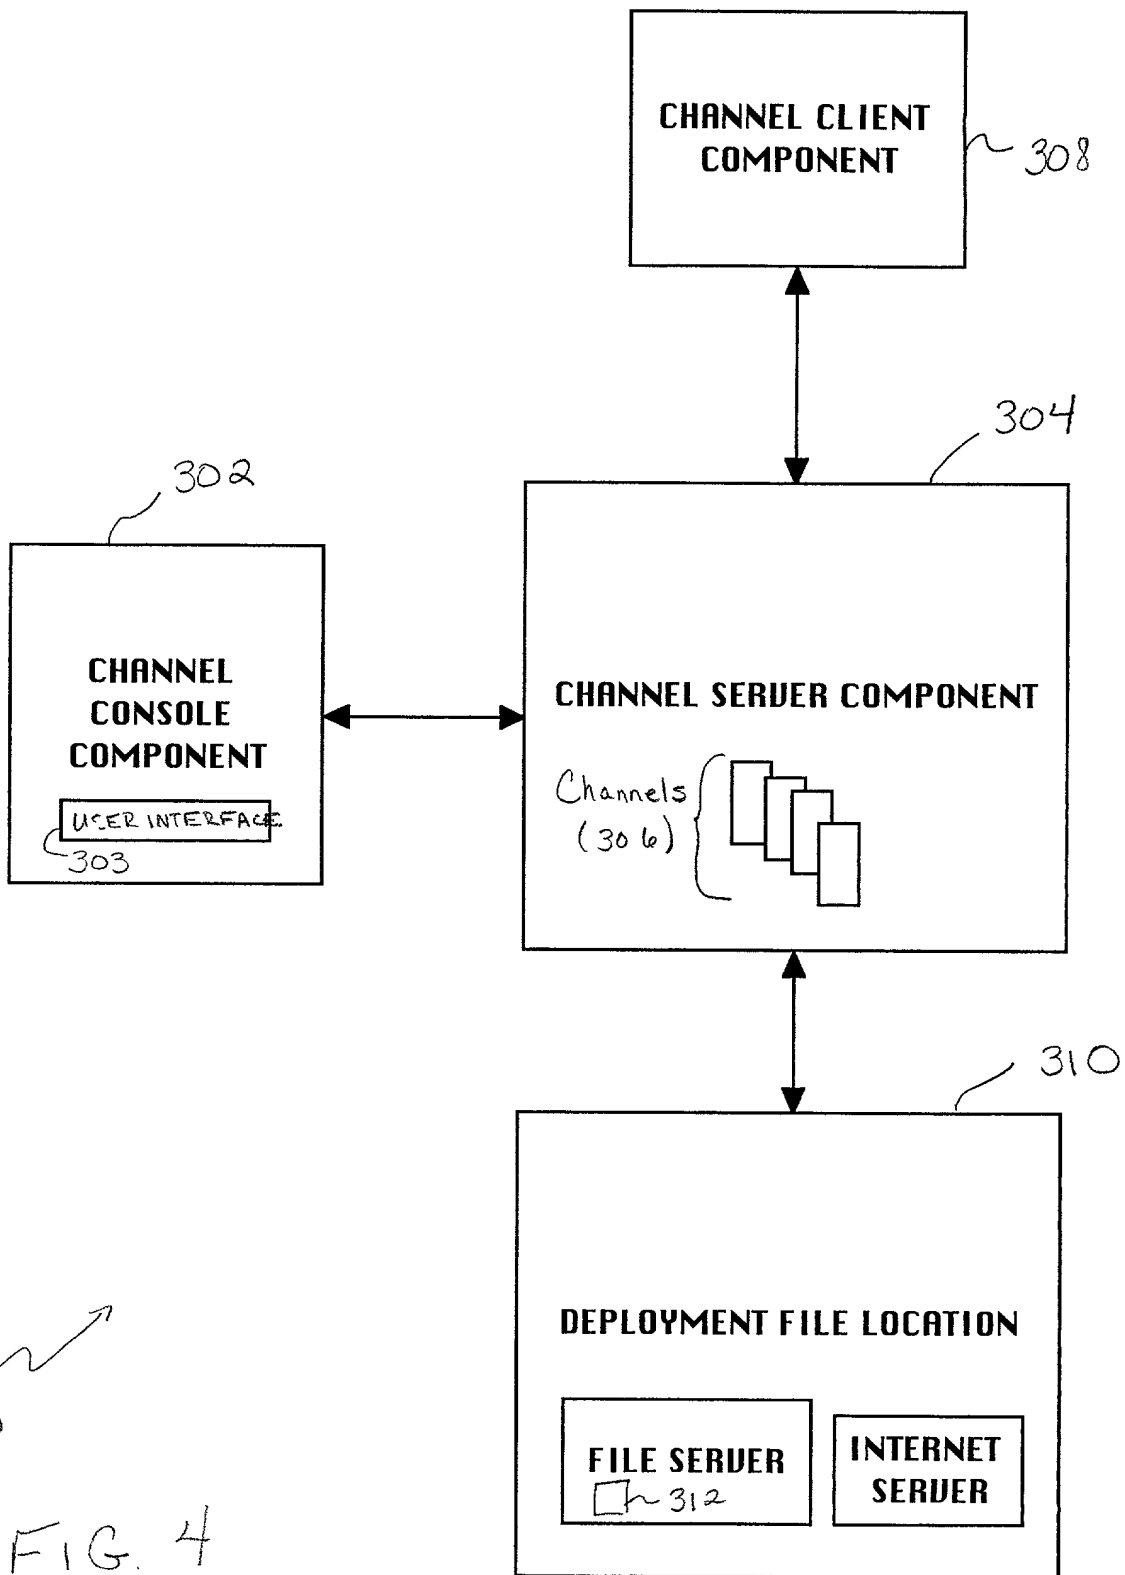 CHANNEL CLIENT
COMPONENT
308
304
302
CHANNEL
CONSOLE
COMPONENT
USER INTERFACE
303
CHANNEL SERVER COMPONENT
Channels
(306)
310
DEPLOYMENT FILE LOCATION
FILE SERVER
312
INTERNET
SERVER
FIG. 4